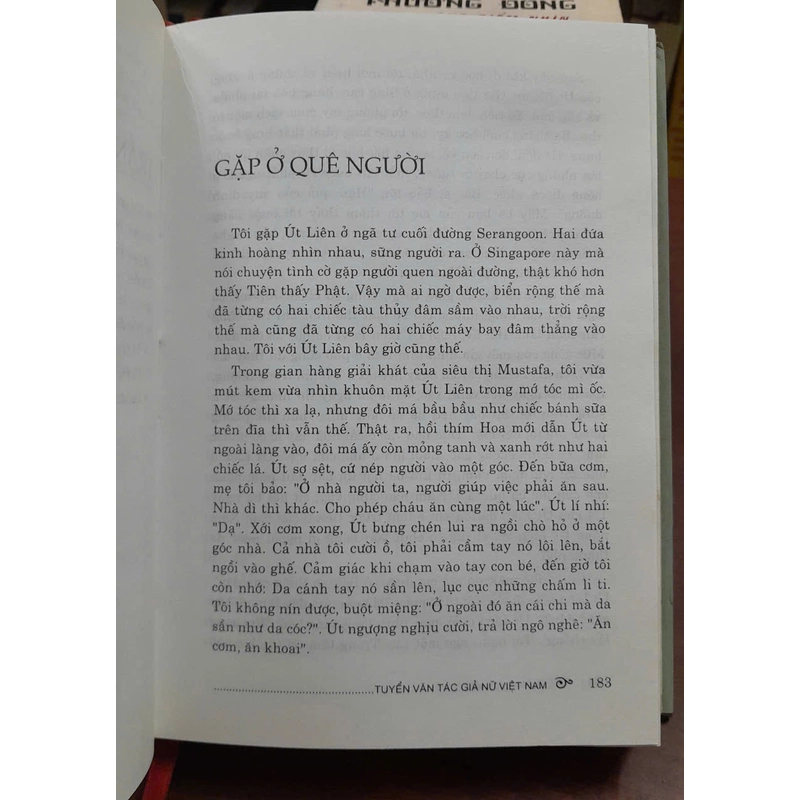 PHƯƠNG ĐÔNG
GẶP Ở QUÊ NGƯỜI
Tôi gặp Út Liên ở ngã tư cuối đường Serangoon. Hai đứa
kinh hoàng nhìn nhau, sững người ra. Ở Singapore này mà
nói chuyện tình cờ gặp người quen ngoài đường, thật khó hơn
thấy Tiên thấy Phật. Vậy mà ai ngờ được, biển rộng thế mà
đã từng có hai chiếc tàu thủy đâm sầm vào nhau, trời rộng
thế mà cũng đã từng có hai chiếc máy bay đâm thẳng vào
nhau. Tôi với Út Liên bây giờ cũng thế.
Trong gian hàng giải khát của siêu thị Mustafa, tôi vừa
mút kem vừa nhìn khuôn mặt Út Liên trong mớ tóc mì ốc.
Mớ tóc thì xa lạ, nhưng đôi má bầu bầu như chiếc bánh sữa
trên đĩa thì vẫn thế. Thật ra, hồi thím Hoa mới dẫn Út từ
ngoài làng vào, đôi má ấy còn mỏng tanh và xanh rớt như hai
chiếc lá. Út sợ sệt, cứ nép người vào một góc. Đến bữa cơm,
mẹ tôi bảo: "Ở nhà người ta, người giúp việc phải ăn sau.
Nhà dì thì khác. Cho phép cháu ăn cùng một lúc". Út lí nhí:
"Dạ". Xới cơm xong, Út bưng chén lui ra ngồi chò hỏ ở một
góc nhà. Cả nhà tôi cười ồ, tôi phải cầm tay nó lôi lên, bắt
ngồi vào ghế. Cảm giác khi chạm vào tay con bé, đến giờ tôi
còn nhớ: Da cánh tay nó sần lên, lục cục những chấm li ti.
Tôi không nín được, buột miệng: "Ở ngoài đó ăn cái chi mà da
sần như da cóc?". Út ngượng nghịu cười, trả lời ngô nghê: "Ăn
cơm, ăn khoai".
TUYỂN VĂN TÁC GIẢ NỮ VIỆT NAM 183